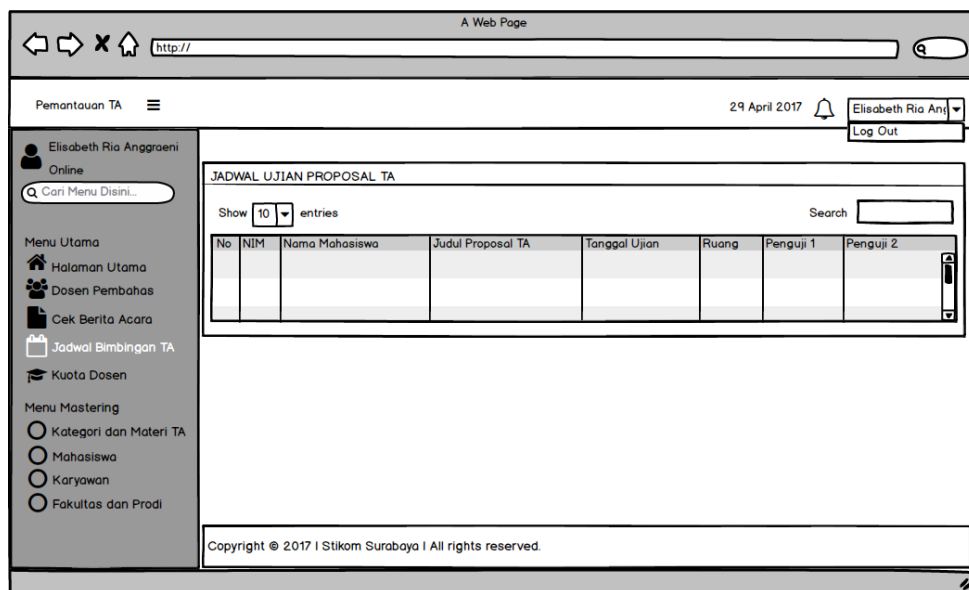 A Web Page
http://
Pemantauan TA
29 April 2017
Elisabeth Ria Ang
Log Out
Elisabeth Ria Anggraeni
Online
Cari Menu Disini...
Menu Utama
Halaman Utama
Dosen Pembahas
Cek Berita Acara
Jadwal Bimbingan TA
Kuota Dosen
Menu Mastering
Kategori dan Materi TA
Mahasiswa
Karyawan
Fakultas dan Prodi
JADWAL UJIAN PROPOSAL TA
Show 10 entries
Search
No NIM Nama Mahasiswa Judul Proposal TA Tanggal Ujian Ruang Penguji 1 Penguji 2
Copyright © 2017 | Stikom Surabaya | All rights reserved.